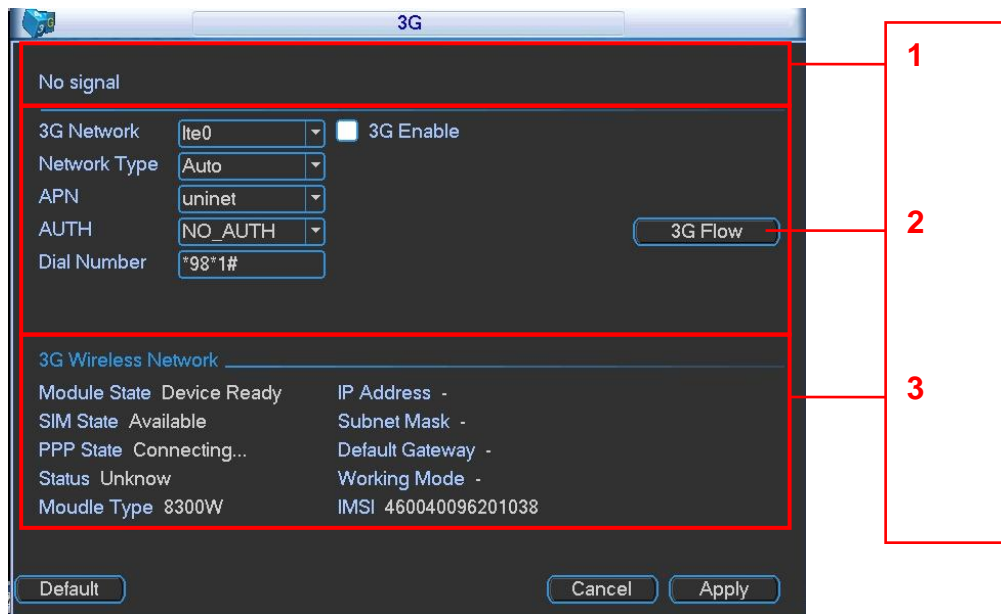 3G
1
No signal
3G Network lte0 3G Enable
Network Type Auto
APN uninet
AUTH NO_AUTH 3G Flow 2
Dial Number *98*1#
3G Wireless Network
Module State Device Ready IP Address -
SIM State Available Subnet Mask - 3
PPP State Connecting... Default Gateway -
Status Unknow Working Mode -
Moudle Type 8300W IMSI 460040096201038
Default Cancel Apply